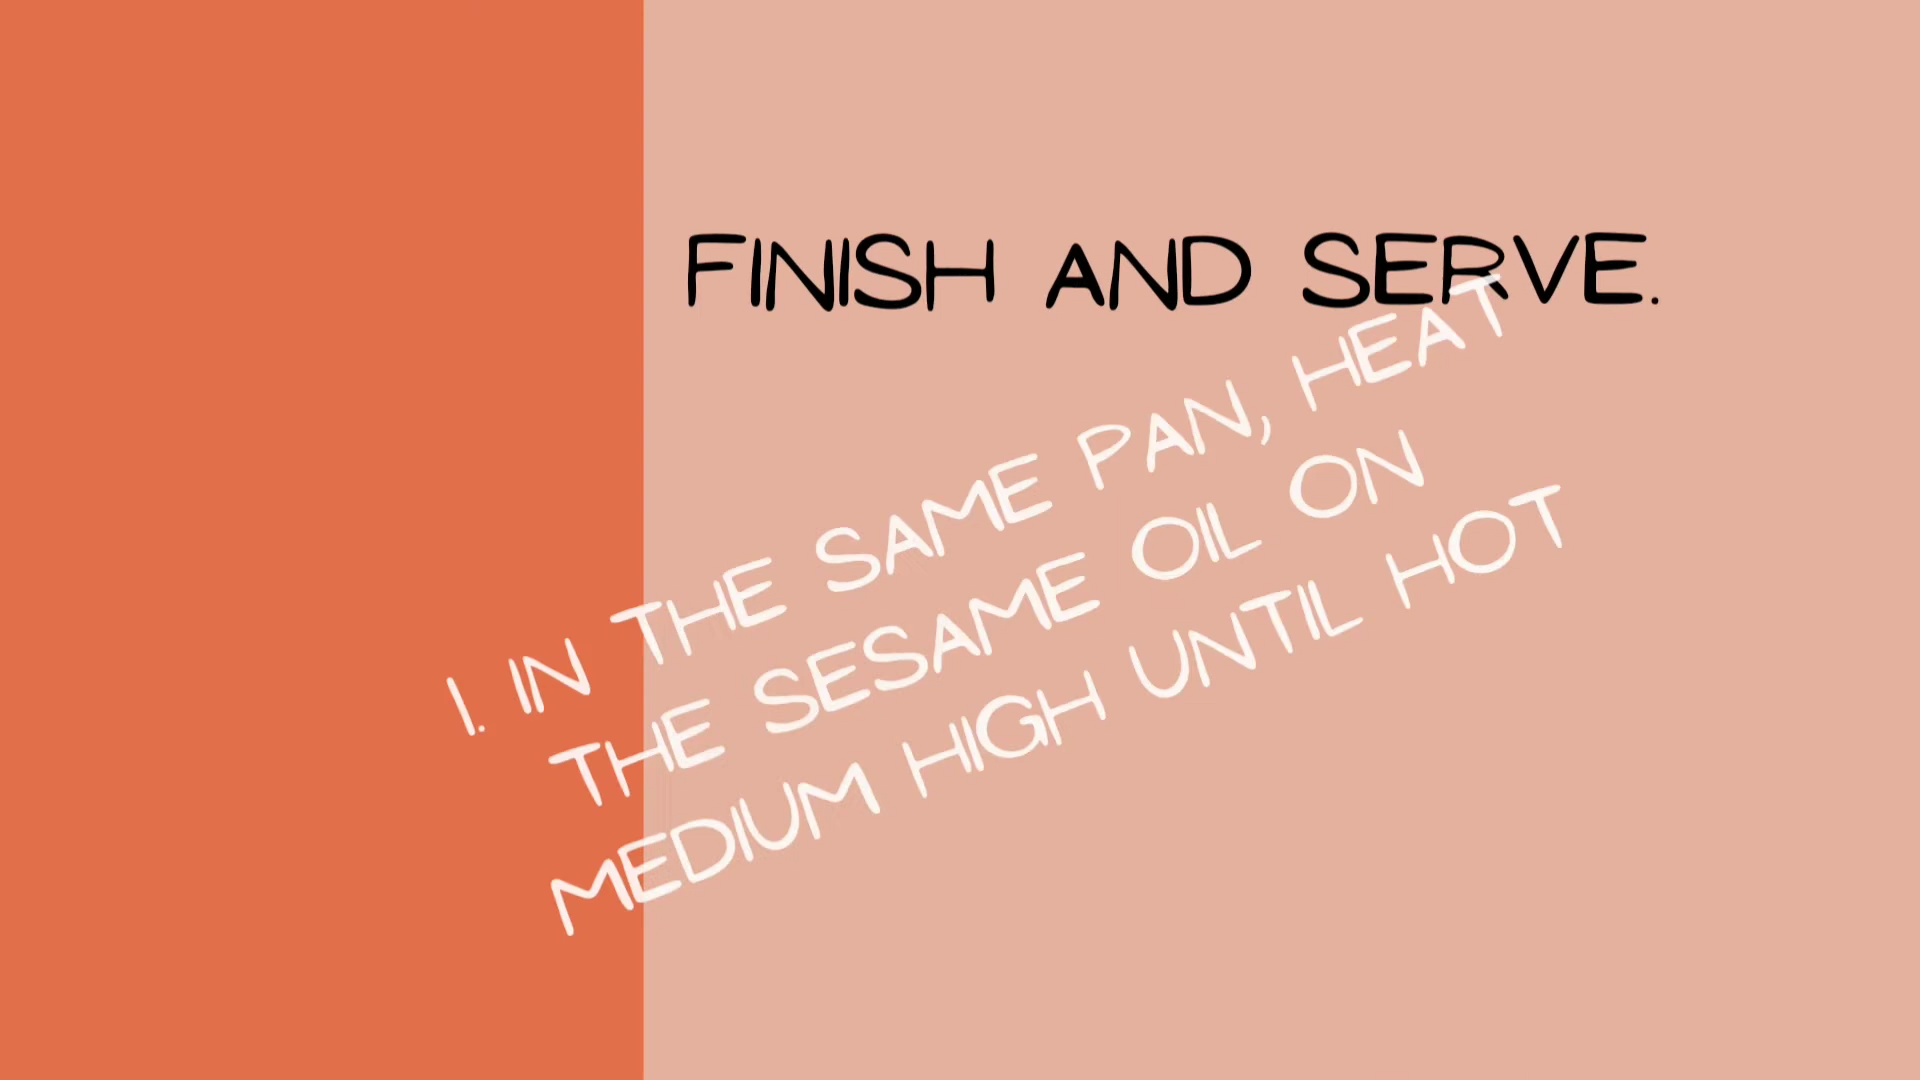 FINISH AND SERVE.
1. IN THE SAME PAN, HEAT
THE SESAME OIL ON
MEDIUM HIGH UNTIL HOT